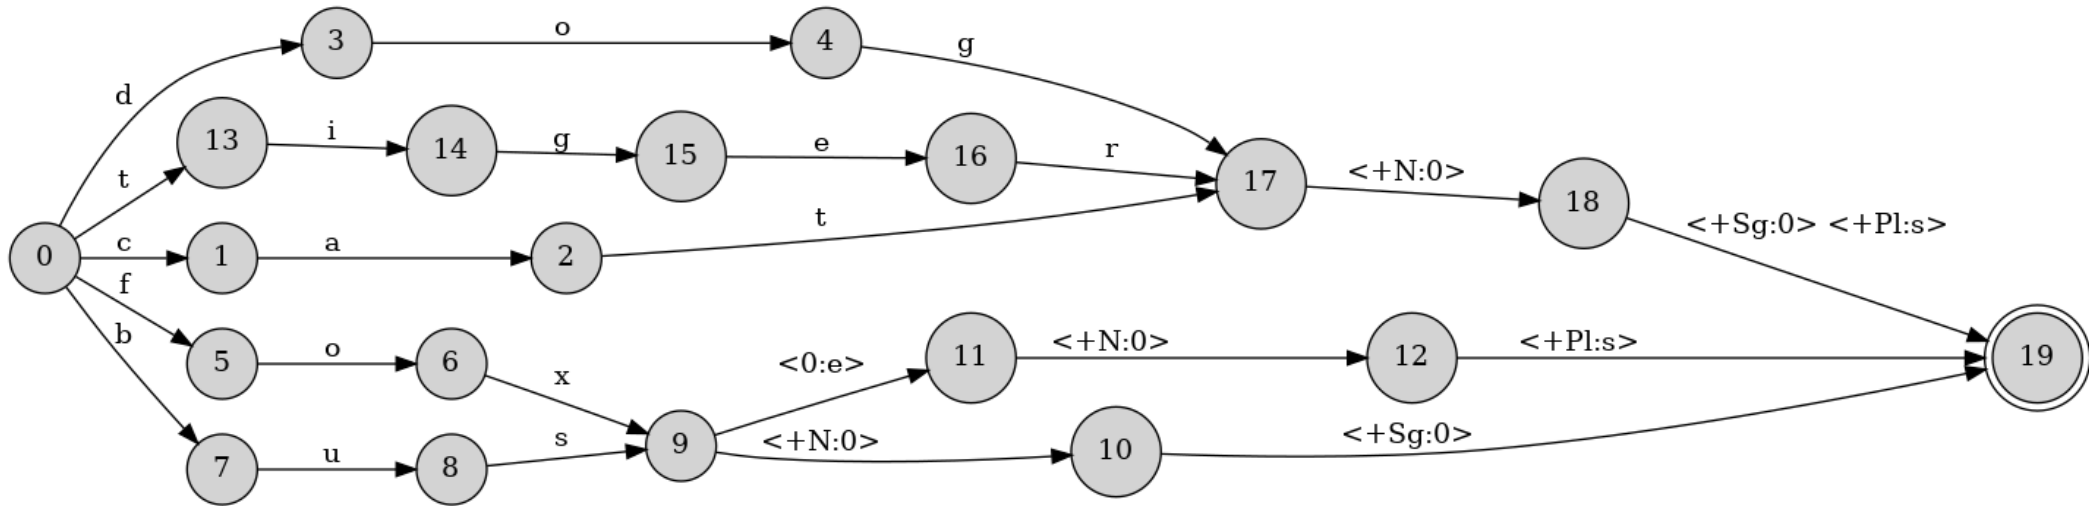 3
o
4
g
d
13
i
14
g
15
e
16
r
17
<+N:0>
18
<+Sg:0> <+Pl:s>
t
0
c
1
a
2
t
f
5
o
6
x
b
7
u
8
s
9
<0:e>
11
<+N:0>
12
<+Pl:s>
19
<+N:0>
10
<+Sg:0>